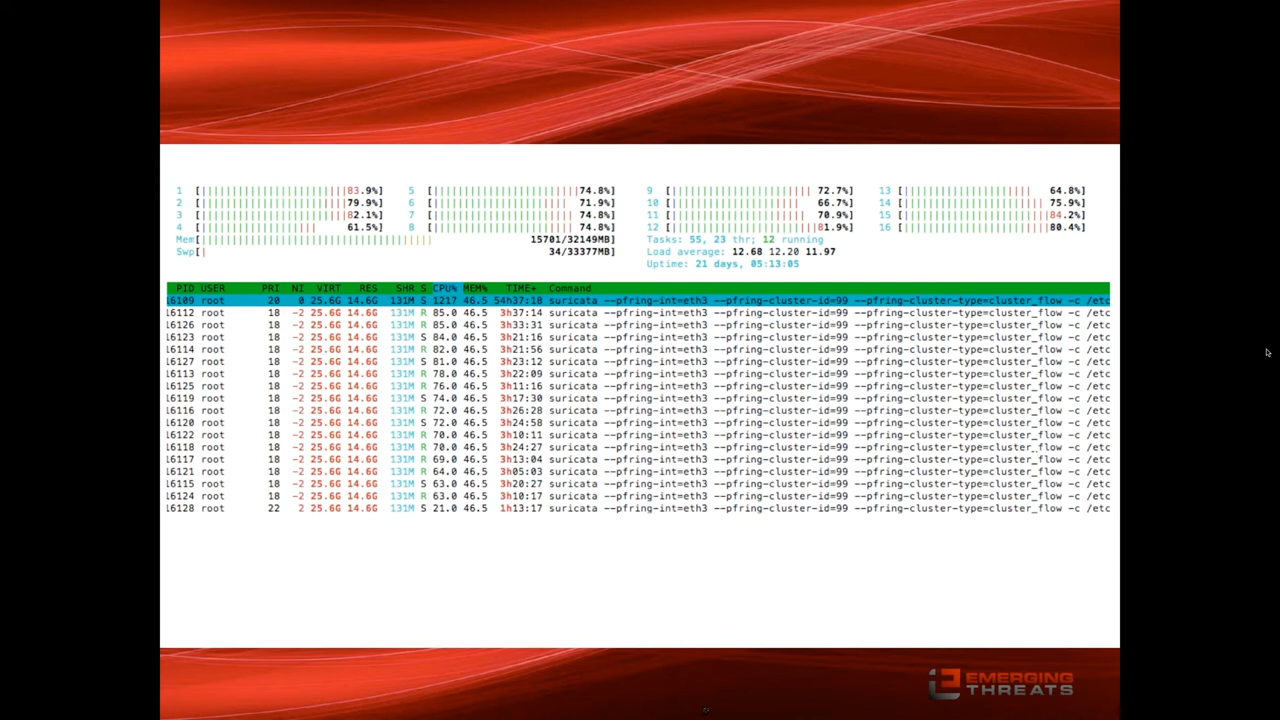 1 [||||||||||||||||||||||||83.9%] 5 [||||||||||||||||||||||||74.8%] 9 [||||||||||||||||||||||| 72.7%] 13 [||||||||||||||||||||| 64.8%]
2 [||||||||||||||||||||||||79.9%] 6 [||||||||||||||||||||||| 71.9%] 10 [||||||||||||||||||||| 66.7%] 14 [||||||||||||||||||||||| 75.9%]
3 [||||||||||||||||||||||||82.1%] 7 [||||||||||||||||||||||| 74.8%] 11 [|||||||||||||||||||||| 70.9%] 15 [||||||||||||||||||||||||84.2%]
4 [||||||||||||||||||| 61.5%] 8 [||||||||||||||||||||||||74.8%] 12 [||||||||||||||||||||||||81.9%] 16 [||||||||||||||||||||||||80.4%]
Mem[||||||||||||||||||||||||||||||||||||||| 15701/32149MB] Tasks: 55, 23 thr; 12 running
Swp[| 34/33377MB] Load average: 12.68 12.20 11.97
Uptime: 21 days, 05:13:05
PID USER PRI NI VIRT RES SHR S CPU% MEM% TIME+ Command
16109 root 20 0 25.6G 14.6G 131M S 1217 46.5 54h37:18 suricata --pfring-int=eth3 --pfring-cluster-id=99 --pfring-cluster-type=cluster_flow -c /etc
16112 root 18 -2 25.6G 14.6G 131M R 85.0 46.5 3h37:14 suricata --pfring-int=eth3 --pfring-cluster-id=99 --pfring-cluster-type=cluster_flow -c /etc
16126 root 18 -2 25.6G 14.6G 131M R 85.0 46.5 3h33:31 suricata --pfring-int=eth3 --pfring-cluster-id=99 --pfring-cluster-type=cluster_flow -c /etc
16123 root 18 -2 25.6G 14.6G 131M S 84.0 46.5 3h21:16 suricata --pfring-int=eth3 --pfring-cluster-id=99 --pfring-cluster-type=cluster_flow -c /etc
16114 root 18 -2 25.6G 14.6G 131M R 82.0 46.5 3h21:56 suricata --pfring-int=eth3 --pfring-cluster-id=99 --pfring-cluster-type=cluster_flow -c /etc
16127 root 18 -2 25.6G 14.6G 131M S 81.0 46.5 3h23:12 suricata --pfring-int=eth3 --pfring-cluster-id=99 --pfring-cluster-type=cluster_flow -c /etc
16113 root 18 -2 25.6G 14.6G 131M R 78.0 46.5 3h22:09 suricata --pfring-int=eth3 --pfring-cluster-id=99 --pfring-cluster-type=cluster_flow -c /etc
16125 root 18 -2 25.6G 14.6G 131M R 76.0 46.5 3h11:16 suricata --pfring-int=eth3 --pfring-cluster-id=99 --pfring-cluster-type=cluster_flow -c /etc
16119 root 18 -2 25.6G 14.6G 131M S 74.0 46.5 3h17:30 suricata --pfring-int=eth3 --pfring-cluster-id=99 --pfring-cluster-type=cluster_flow -c /etc
16116 root 18 -2 25.6G 14.6G 131M R 72.0 46.5 3h26:28 suricata --pfring-int=eth3 --pfring-cluster-id=99 --pfring-cluster-type=cluster_flow -c /etc
16120 root 18 -2 25.6G 14.6G 131M S 72.0 46.5 3h24:58 suricata --pfring-int=eth3 --pfring-cluster-id=99 --pfring-cluster-type=cluster_flow -c /etc
16122 root 18 -2 25.6G 14.6G 131M R 70.0 46.5 3h10:11 suricata --pfring-int=eth3 --pfring-cluster-id=99 --pfring-cluster-type=cluster_flow -c /etc
16118 root 18 -2 25.6G 14.6G 131M R 70.0 46.5 3h24:27 suricata --pfring-int=eth3 --pfring-cluster-id=99 --pfring-cluster-type=cluster_flow -c /etc
16117 root 18 -2 25.6G 14.6G 131M R 69.0 46.5 3h13:04 suricata --pfring-int=eth3 --pfring-cluster-id=99 --pfring-cluster-type=cluster_flow -c /etc
16121 root 18 -2 25.6G 14.6G 131M R 64.0 46.5 3h05:03 suricata --pfring-int=eth3 --pfring-cluster-id=99 --pfring-cluster-type=cluster_flow -c /etc
16115 root 18 -2 25.6G 14.6G 131M S 63.0 46.5 3h20:27 suricata --pfring-int=eth3 --pfring-cluster-id=99 --pfring-cluster-type=cluster_flow -c /etc
16124 root 18 -2 25.6G 14.6G 131M R 63.0 46.5 3h10:17 suricata --pfring-int=eth3 --pfring-cluster-id=99 --pfring-cluster-type=cluster_flow -c /etc
16128 root 22 2 25.6G 14.6G 131M S 21.0 46.5 1h13:17 suricata --pfring-int=eth3 --pfring-cluster-id=99 --pfring-cluster-type=cluster_flow -c /etc
EMERGING
THREATS